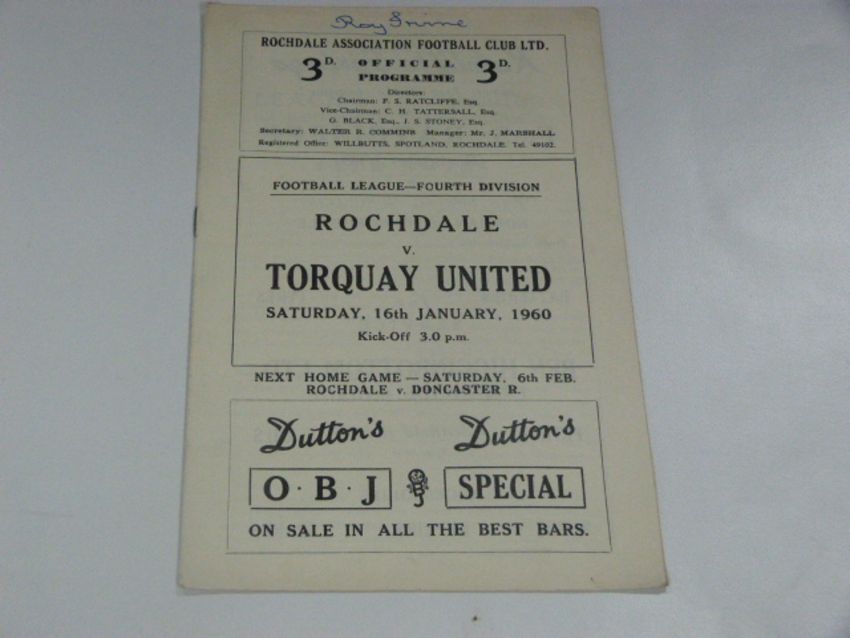 Roy Grime
ROCHDALE ASSOCIATION FOOTBALL CLUB LTD.
3D. OFFICIAL PROGRAMME 3D.
Directors:
Chairman: F. S. RATCLIFFE, Esq.
Vice-Chairman: C. H. TATTERSALL, Esq.
G. BLACK, Esq., J. S. STONEY, Esq.
Secretary: WALTER R. COMMINS Manager: Mr. J. MARSHALL
Registered Office: WILLBUTTS, SPOTLAND, ROCHDALE. Tel. 49102.
FOOTBALL LEAGUE—FOURTH DIVISION
ROCHDALE
V.
TORQUAY UNITED
SATURDAY, 16th JANUARY, 1960
Kick-Off 3.0 p.m.
NEXT HOME GAME — SATURDAY, 6th FEB.
ROCHDALE v. DONCASTER R.
Dutton's Dutton's
O·B·J SPECIAL
ON SALE IN ALL THE BEST BARS.